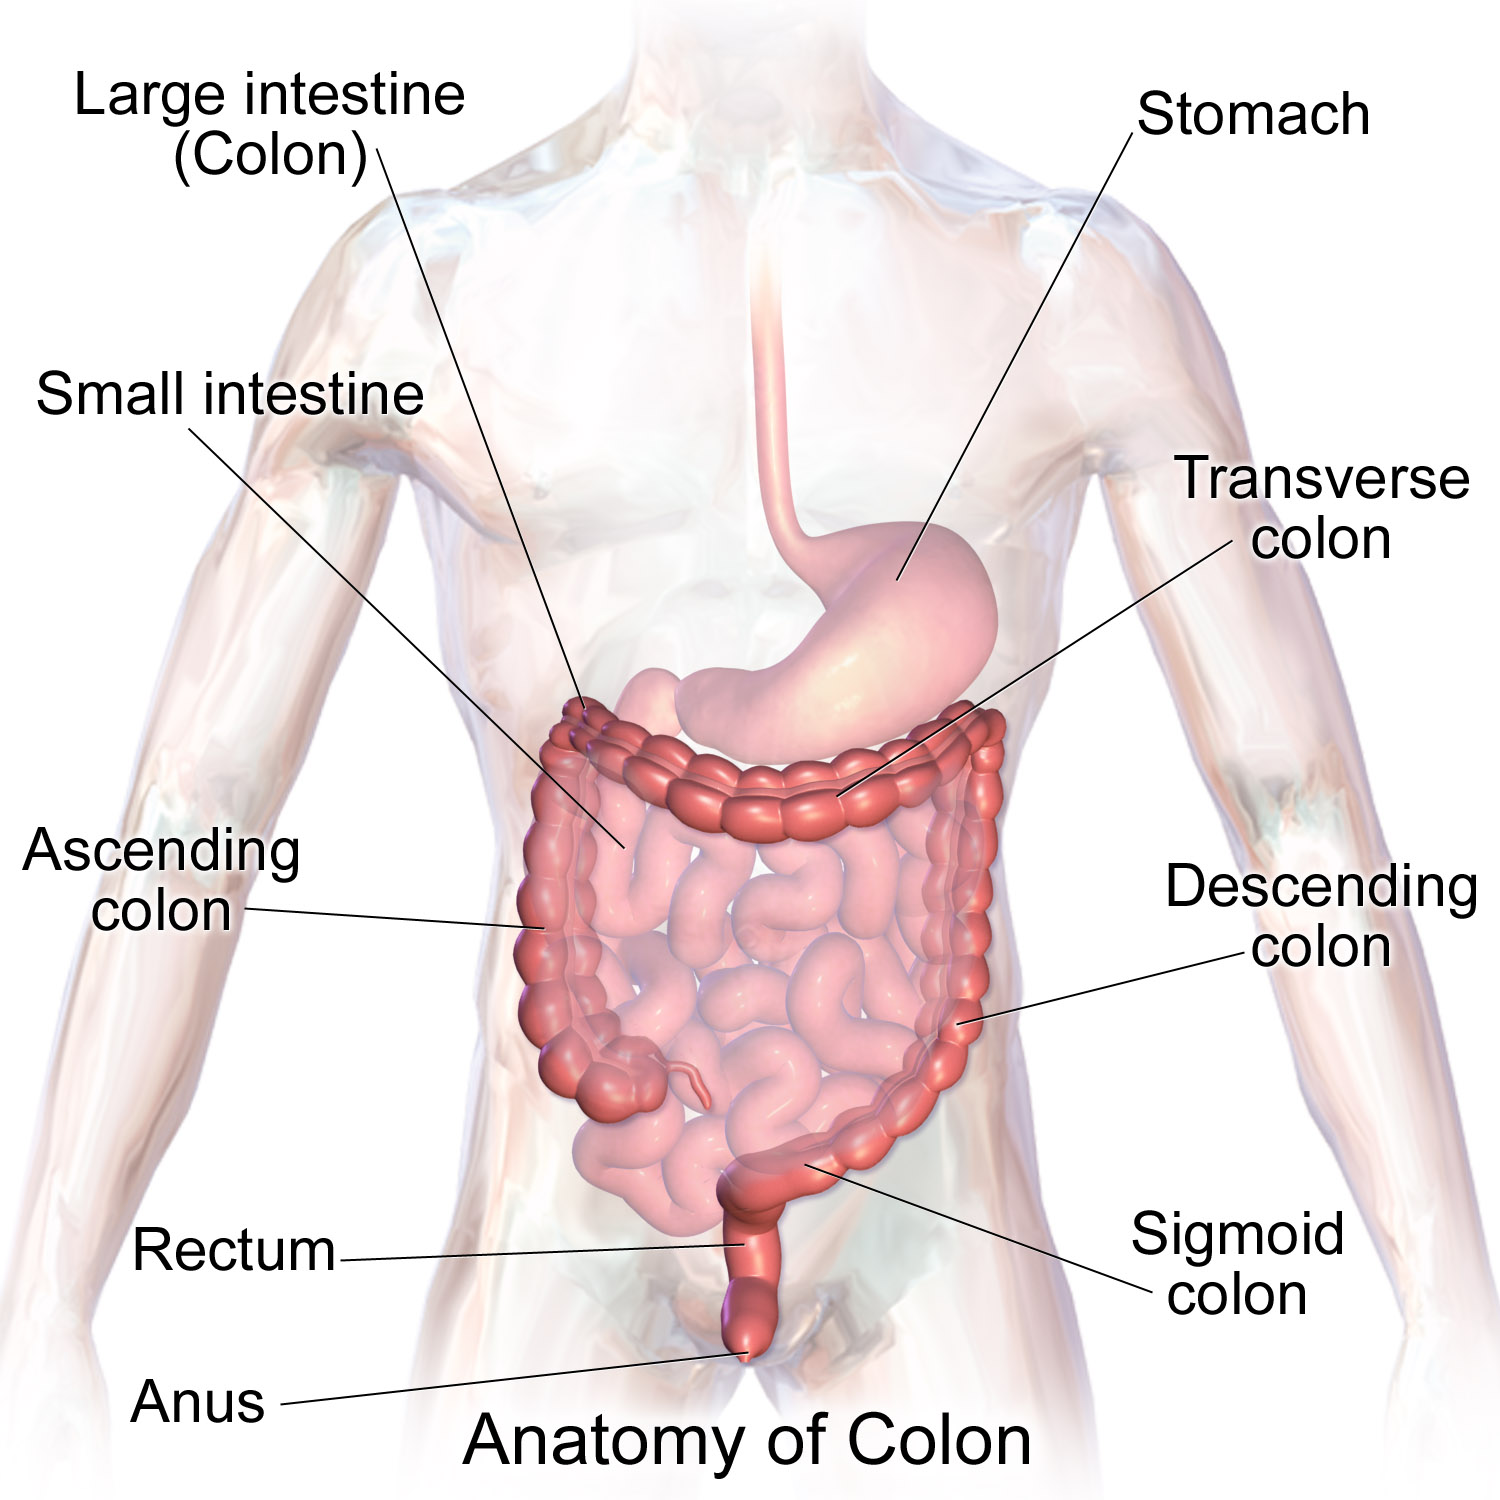 Large intestine
(Colon)
Stomach
Small intestine
Transverse
colon
Ascending
colon
Descending
colon
Rectum
Sigmoid
colon
Anus
Anatomy of Colon